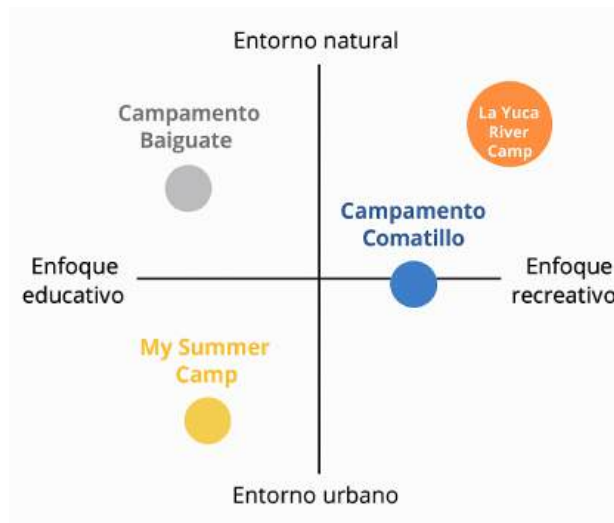 Entorno natural
Campamento
Baiguate
La Yuca
River
Camp
Campamento
Comatillo
Enfoque
educativo
Enfoque
recreativo
My Summer
Camp
Entorno urbano